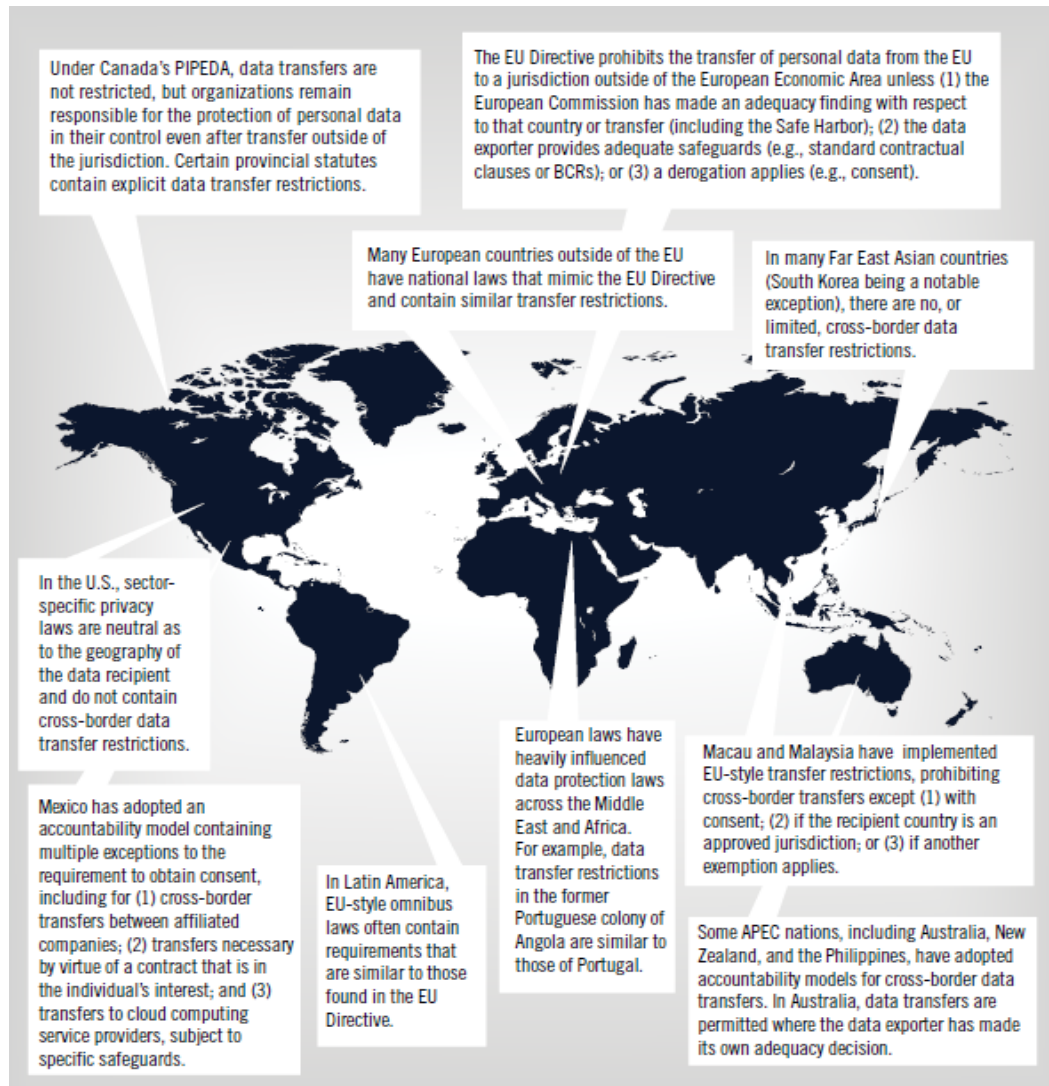 Under Canada's PIPEDA, data transfers are
not restricted, but organizations remain
responsible for the protection of personal data
in their control even after transfer outside of
the jurisdiction. Certain provincial statutes
contain explicit data transfer restrictions.
The EU Directive prohibits the transfer of personal data from the EU
to a jurisdiction outside of the European Economic Area unless (1) the
European Commission has made an adequacy finding with respect
to that country or transfer (including the Safe Harbor); (2) the data
exporter provides adequate safeguards (e.g., standard contractual
clauses or BCRs); or (3) a derogation applies (e.g., consent).
Many European countries outside of the EU
have national laws that mimic the EU Directive
and contain similar transfer restrictions.
In many Far East Asian countries
(South Korea being a notable
exception), there are no, or
limited, cross-border data
transfer restrictions.
In the U.S., sector-
specific privacy
laws are neutral as
to the geography of
the data recipient
and do not contain
cross-border data
transfer restrictions.
Mexico has adopted an
accountability model containing
multiple exceptions to the
requirement to obtain consent,
including for (1) cross-border
transfers between affiliated
companies; (2) transfers necessary
by virtue of a contract that is in
the individual's interest; and (3)
transfers to cloud computing
service providers, subject to
specific safeguards.
In Latin America,
EU-style omnibus
laws often contain
requirements that
are similar to those
found in the EU
Directive.
European laws have
heavily influenced
data protection laws
across the Middle
East and Africa.
For example, data
transfer restrictions
in the former
Portuguese colony of
Angola are similar to
those of Portugal.
Macau and Malaysia have implemented
EU-style transfer restrictions, prohibiting
cross-border transfers except (1) with
consent; (2) if the recipient country is an
approved jurisdiction; or (3) if another
exemption applies.
Some APEC nations, including Australia, New
Zealand, and the Philippines, have adopted
accountability models for cross-border data
transfers. In Australia, data transfers are
permitted where the data exporter has made
its own adequacy decision.